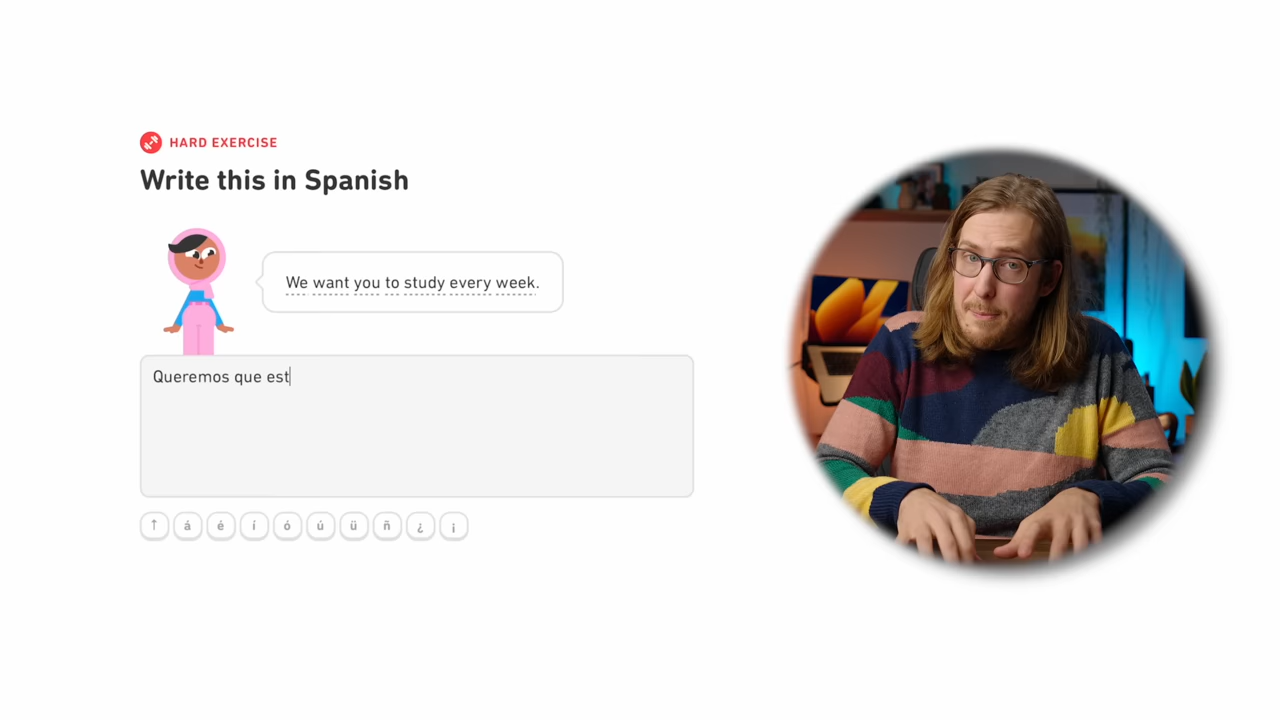 HARD EXERCISE
Write this in Spanish
We want you to study every week.
Queremos que est
↑ á é í ó ú ü ñ ¿ ¡